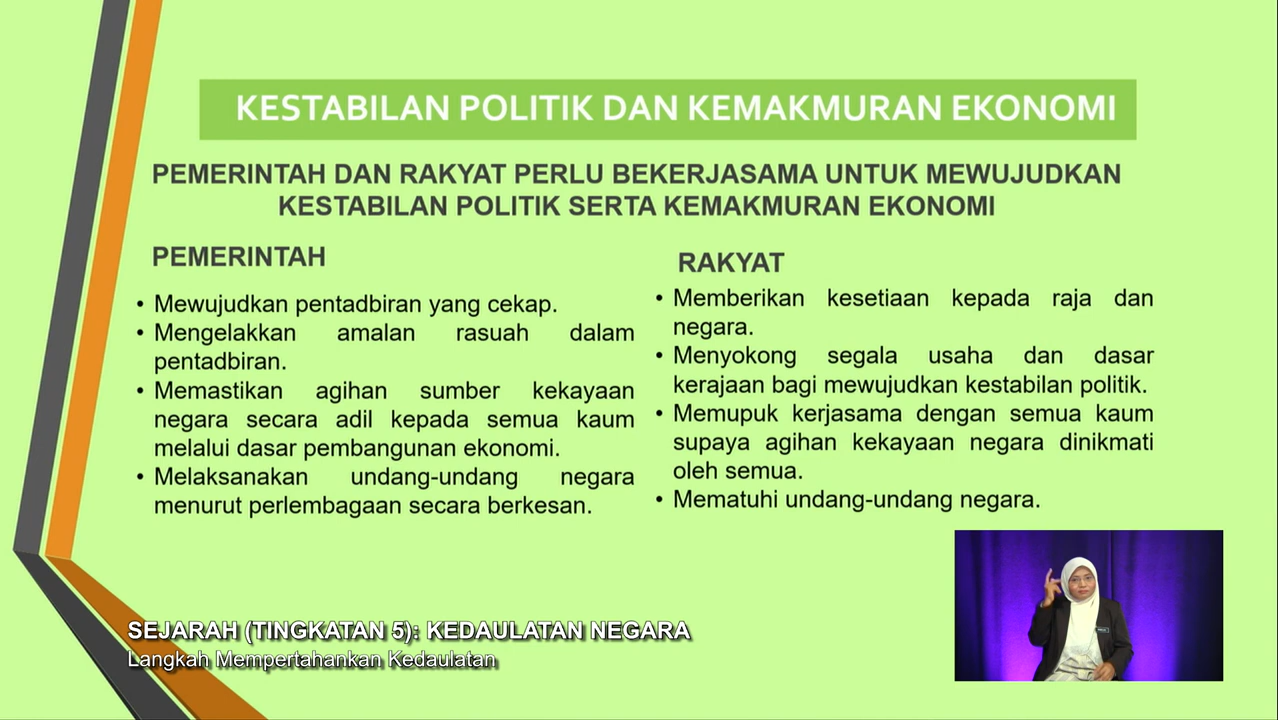 KESTABILAN POLITIK DAN KEMAKMURAN EKONOMI
PEMERINTAH DAN RAKYAT PERLU BEKERJASAMA UNTUK MEWUJUDKAN
KESTABILAN POLITIK SERTA KEMAKMURAN EKONOMI
PEMERINTAH
• Mewujudkan pentadbiran yang cekap.
• Mengelakkan amalan rasuah dalam
pentadbiran.
• Memastikan agihan sumber kekayaan
negara secara adil kepada semua kaum
melalui dasar pembangunan ekonomi.
• Melaksanakan undang-undang negara
menurut perlembagaan secara berkesan.
RAKYAT
• Memberikan kesetiaan kepada raja dan
negara.
• Menyokong segala usaha dan dasar
kerajaan bagi mewujudkan kestabilan politik.
• Memupuk kerjasama dengan semua kaum
supaya agihan kekayaan negara dinikmati
oleh semua.
• Mematuhi undang-undang negara.
SEJARAH (TINGKATAN 5): KEDAULATAN NEGARA
Langkah Mempertahankan Kedaulatan